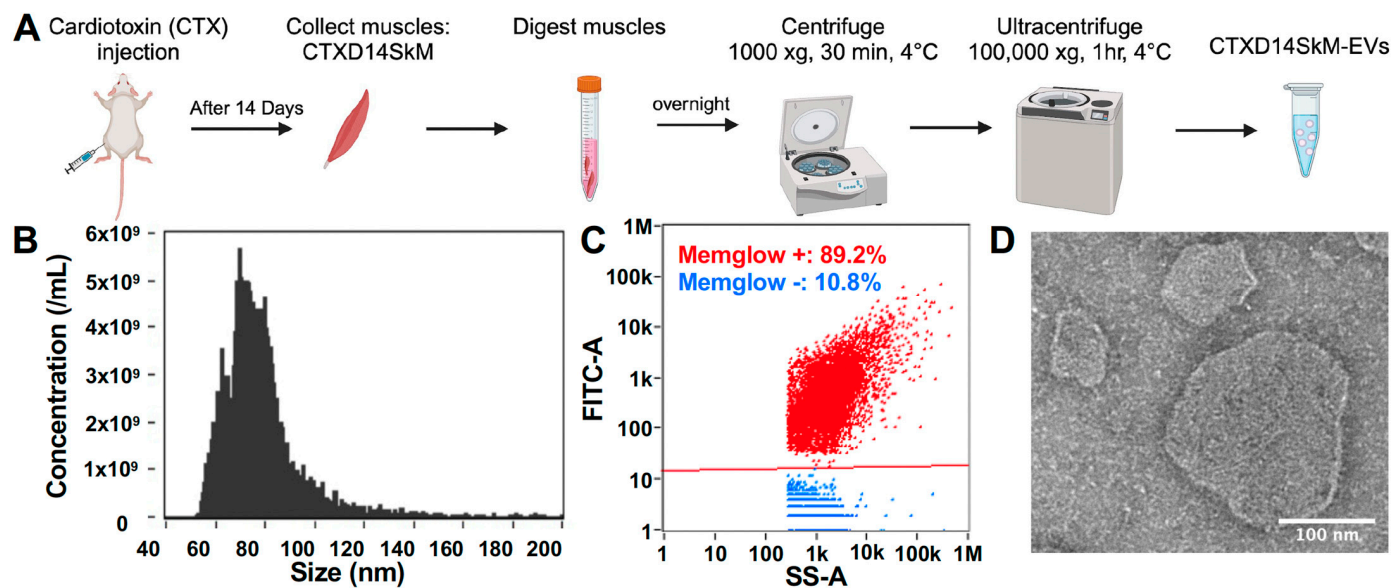 A
Cardiotoxin (CTX)
injection
After 14 Days
Collect muscles:
CTXD14SkM
Digest muscles
overnight
Centrifuge
1000 xg, 30 min, 4°C
Ultracentrifuge
100,000 xg, 1hr, 4°C
CTXD14SkM-EVs
B
Concentration (/mL)
6x10⁹
5x10⁹
4x10⁹
3x10⁹
2x10⁹
1x10⁹
0
40 60 80 100 120 140 160 180 200
Size (nm)
C
Memglow +: 89.2%
Memglow -: 10.8%
FITC-A
1M
100k
10k
1k
100
10
1
1 10 100 1k 10k 100k 1M
SS-A
D
100 nm